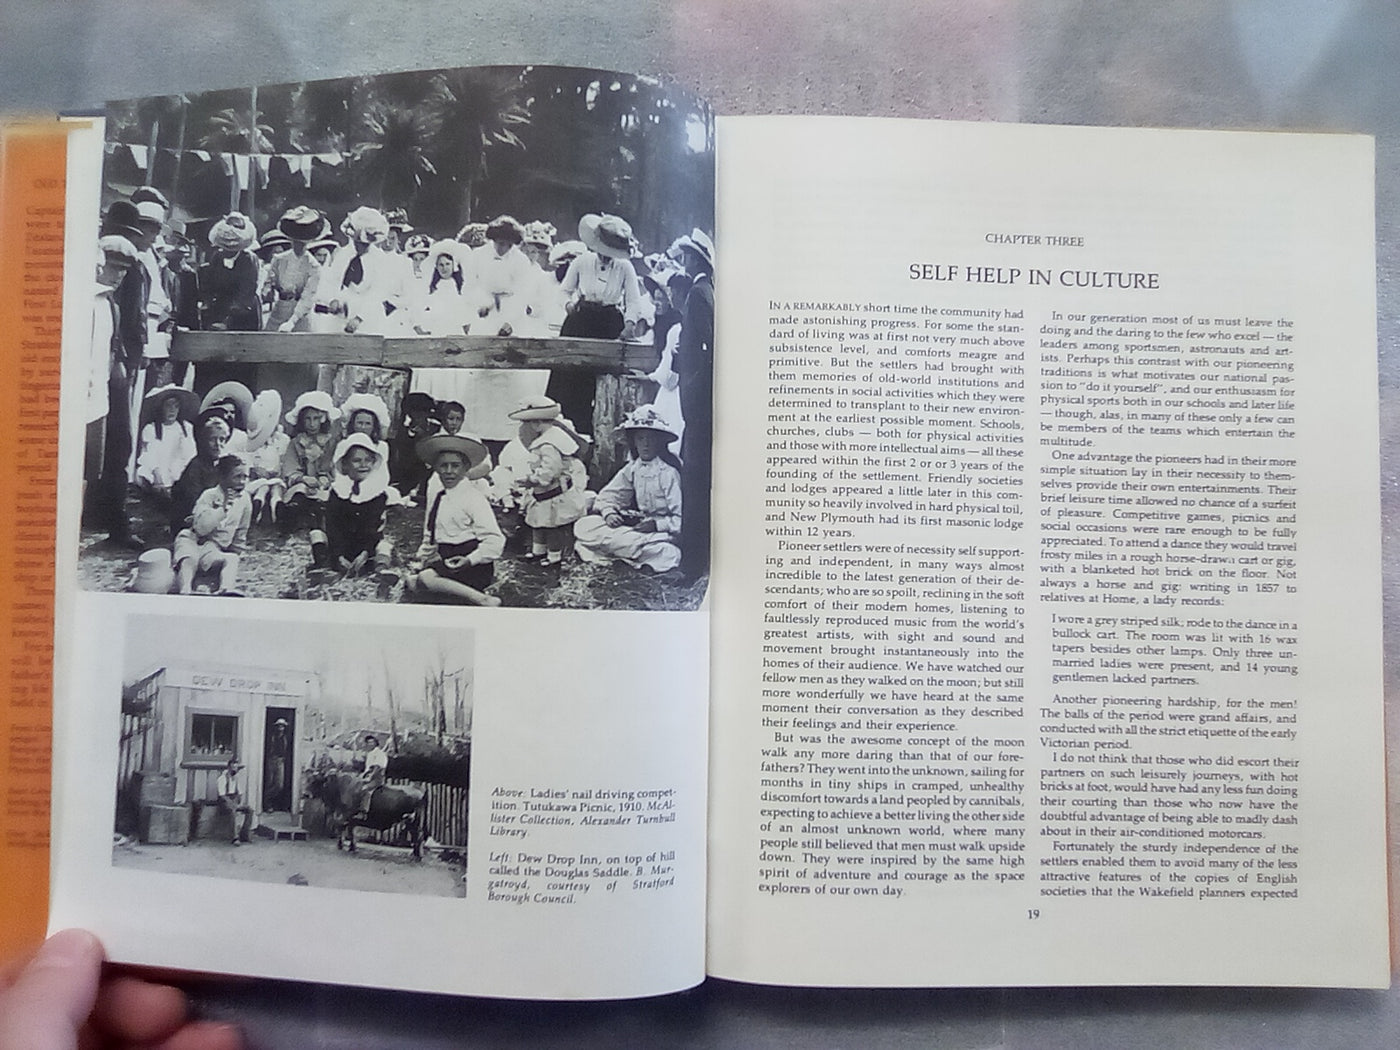 DEW DROP INN
Above: Ladies' nail driving compet-
ition. Tutukawa Picnic, 1910. McAl-
lister Collection, Alexander Turnbull
Library.
Left: Dew Drop Inn, on top of hill
called the Douglas Saddle. B. Mur-
gatroyd, courtesy of Stratford
Borough Council.
CHAPTER THREE
SELF HELP IN CULTURE
IN A REMARKABLY short time the community had
made astonishing progress. For some the stan-
dard of living was at first not very much above
subsistence level, and comforts meagre and
primitive. But the settlers had brought with
them memories of old-world institutions and
refinements in social activities which they were
determined to transplant to their new environ-
ment at the earliest possible moment. Schools,
churches, clubs — both for physical activities
and those with more intellectual aims — all these
appeared within the first 2 or or 3 years of the
founding of the settlement. Friendly societies
and lodges appeared a little later in this com-
munity so heavily involved in hard physical toil,
and New Plymouth had its first masonic lodge
within 12 years.
Pioneer settlers were of necessity self support-
ing and independent, in many ways almost
incredible to the latest generation of their de-
scendants; who are so spoilt, reclining in the soft
comfort of their modern homes, listening to
faultlessly reproduced music from the world's
greatest artists, with sight and sound and
movement brought instantaneously into the
homes of their audience. We have watched our
fellow men as they walked on the moon; but still
more wonderfully we have heard at the same
moment their conversation as they described
their feelings and their experience.
But was the awesome concept of the moon
walk any more daring than that of our fore-
fathers? They went into the unknown, sailing for
months in tiny ships in cramped, unhealthy
discomfort towards a land peopled by cannibals,
expecting to achieve a better living the other side
of an almost unknown world, where many
people still believed that men must walk upside
down. They were inspired by the same high
spirit of adventure and courage as the space
explorers of our own day.
In our generation most of us must leave the
doing and the daring to the few who excel — the
leaders among sportsmen, astronauts and art-
ists. Perhaps this contrast with our pioneering
traditions is what motivates our national pas-
sion to "do it yourself", and our enthusiasm for
physical sports both in our schools and later life
— though, alas, in many of these only a few can
be members of the teams which entertain the
multitude.
One advantage the pioneers had in their more
simple situation lay in their necessity to them-
selves provide their own entertainments. Their
brief leisure time allowed no chance of a surfeit
of pleasure. Competitive games, picnics and
social occasions were rare enough to be fully
appreciated. To attend a dance they would travel
frosty miles in a rough horse-drawn cart or gig,
with a blanketed hot brick on the floor. Not
always a horse and gig: writing in 1857 to
relatives at Home, a lady records:
I wore a grey striped silk; rode to the dance in a
bullock cart. The room was lit with 16 wax
tapers besides other lamps. Only three un-
married ladies were present, and 14 young
gentlemen lacked partners.
Another pioneering hardship, for the men!
The balls of the period were grand affairs, and
conducted with all the strict etiquette of the early
Victorian period.
I do not think that those who did escort their
partners on such leisurely journeys, with hot
bricks at foot, would have had any less fun doing
their courting than those who now have the
doubtful advantage of being able to madly dash
about in their air-conditioned motorcars.
Fortunately the sturdy independence of the
settlers enabled them to avoid many of the less
attractive features of the copies of English
societies that the Wakefield planners expected
19